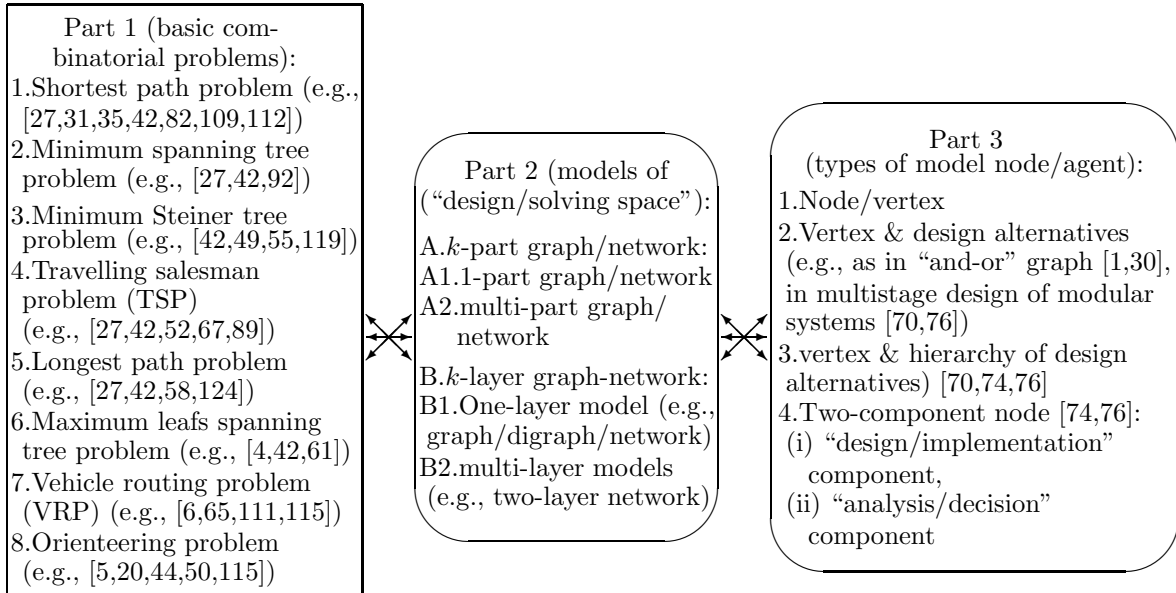 Part 1 (basic com-
binatorial problems):
1.Shortest path problem (e.g.,
[27,31,35,42,82,109,112])
2.Minimum spanning tree
problem (e.g., [27,42,92])
3.Minimum Steiner tree
problem (e.g., [42,49,55,119])
4.Travelling salesman
problem (TSP)
(e.g., [27,42,52,67,89])
5.Longest path problem
(e.g., [27,42,58,124])
6.Maximum leafs spanning
tree problem (e.g., [4,42,61])
7.Vehicle routing problem
(VRP) (e.g., [6,65,111,115])
8.Orienteering problem
(e.g., [5,20,44,50,115])
Part 2 (models of
(“design/solving space”):
A.k-part graph/network:
A1.1-part graph/network
A2.multi-part graph/
network
B.k-layer graph-network:
B1.One-layer model (e.g.,
graph/digraph/network)
B2.multi-layer models
(e.g., two-layer network)
Part 3
(types of model node/agent):
1.Node/vertex
2.Vertex & design alternatives
(e.g., as in “and-or” graph [1,30],
in multistage design of modular
systems [70,76])
3.vertex & hierarchy of design
alternatives) [70,74,76]
4.Two-component node [74,76]:
(i) “design/implementation”
component,
(ii) “analysis/decision”
component